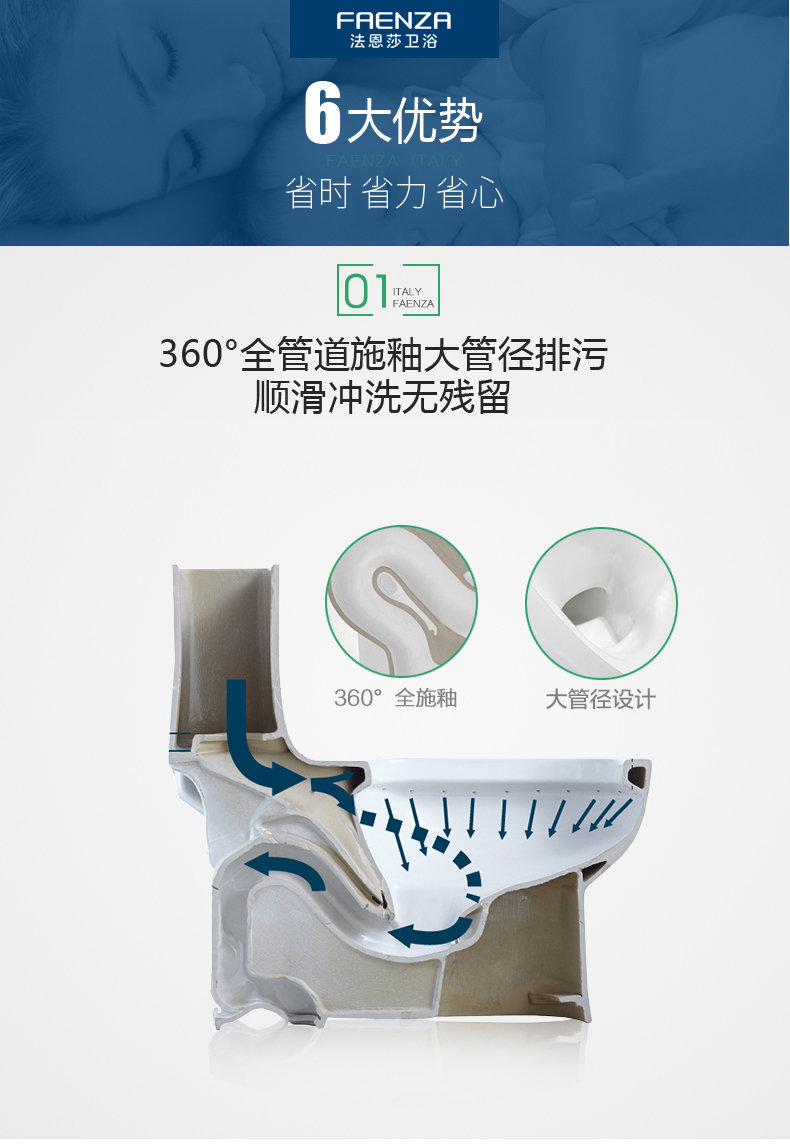 FAENZA
法恩莎卫浴
6大优势
FAENZA ITALY
省时 省力 省心
01 ITALY
FAENZA
360°全管道施釉大管径排污
顺滑冲洗无残留
360° 全施釉
大管径设计